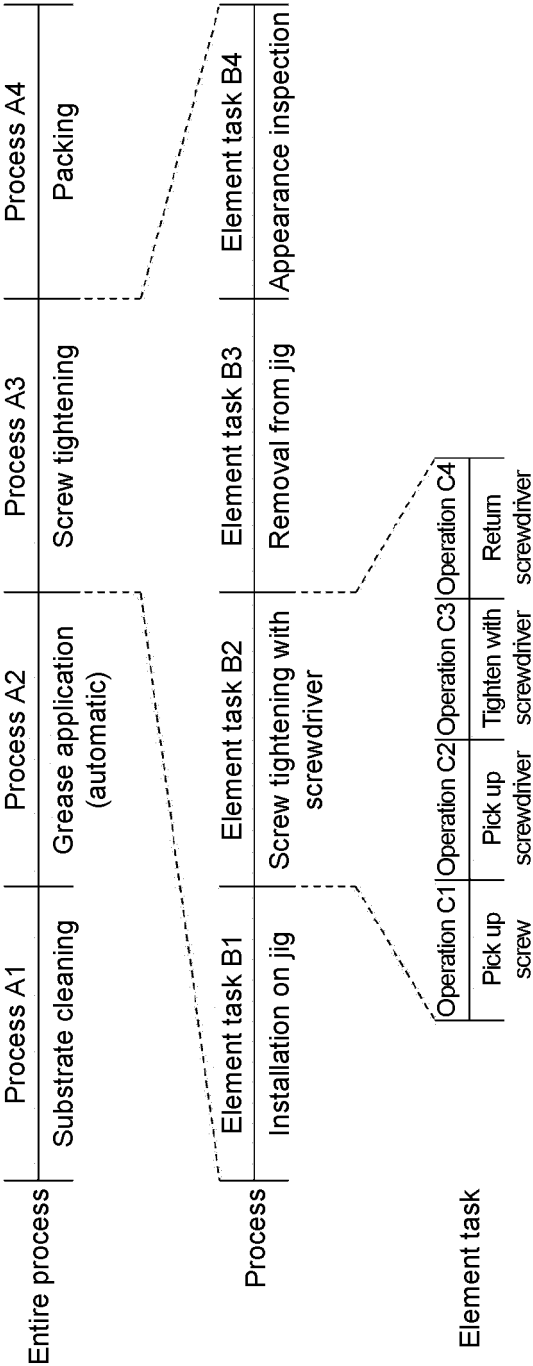 Entire process
Process A1
Substrate cleaning
Process A2
Grease application
(automatic)
Process A3
Screw tightening
Process A4
Packing
Process
Element task B1
Installation on jig
Element task B2
Screw tightening with
screwdriver
Element task B3
Removal from jig
Element task B4
Appearance inspection
Element task
Operation C1
Pick up
screw
Operation C2
Pick up
screwdriver
Operation C3
Tighten with
screwdriver
Operation C4
Return
screwdriver